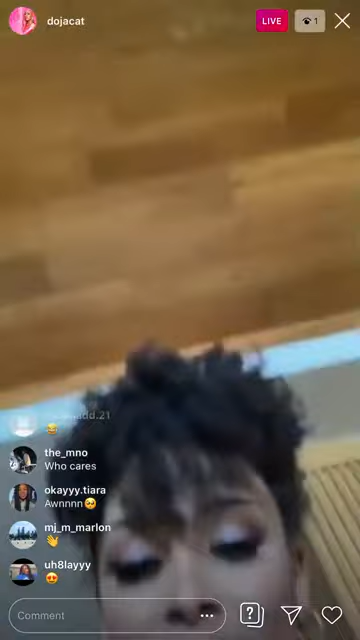 dojacat
LIVE
1
the_mno
Who cares
okayyy.tiara
Awnnnn🥺
mj_m_marlon
👋
uh8layyy
😍
Comment